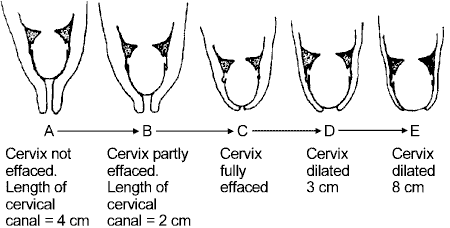 A B C D E
Cervix not effaced. Length of cervical canal = 4 cm
Cervix partly effaced. Length of cervical canal = 2 cm
Cervix fully effaced
Cervix dilated 3 cm
Cervix dilated 8 cm